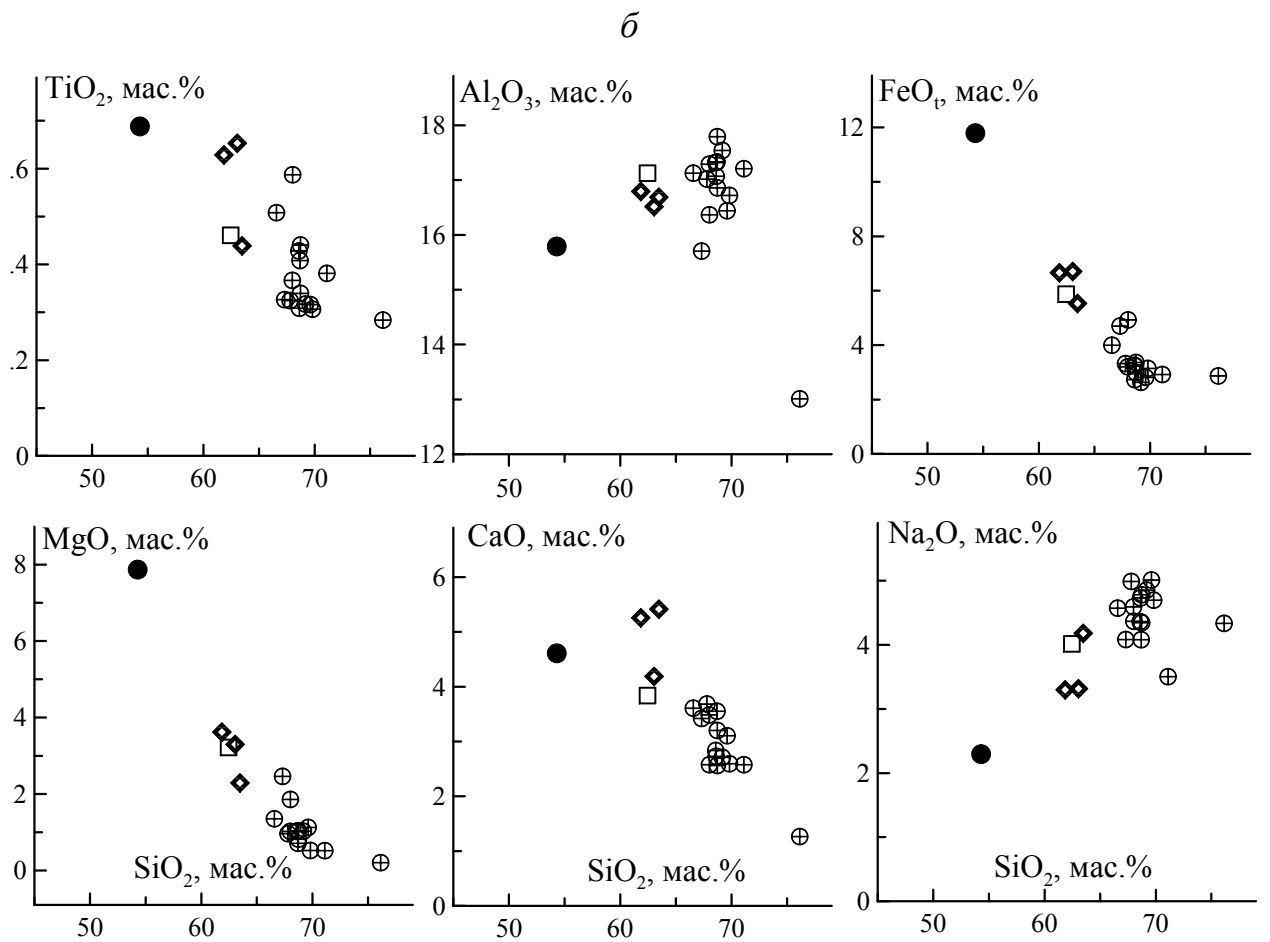 б
TiO₂, мас.%
.6
.4
.2
0
50 60 70
Al₂O₃, мас.%
18
16
14
12
50 60 70
FeOₜ, мас.%
12
8
4
0
50 60 70
MgO, мас.%
8
6
4
2
0
SiO₂, мас.%
50 60 70
CaO, мас.%
6
4
2
0
SiO₂, мас.%
50 60 70
Na₂O, мас.%
4
2
0
SiO₂, мас.%
50 60 70